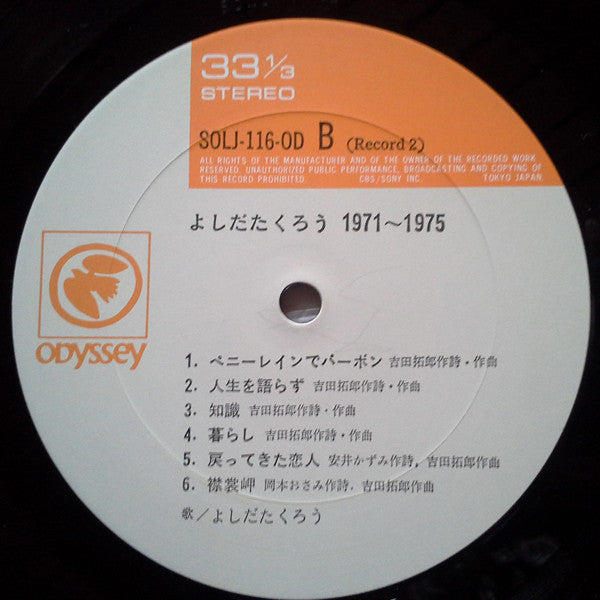 33 1/3
STEREO
SOLJ-116-OD B (Record 2)
ALL RIGHTS OF THE MANUFACTURER AND OF THE OWNER OF THE RECORDED WORK
RESERVED. UNAUTHORIZED PUBLIC PERFORMANCE, BROADCASTING AND COPYING OF
THIS RECORD PROHIBITED. CBS/SONY INC. TOKYO JAPAN.
よしだたくろう 1971〜1975
ODYSSEY
1. ペニーレインでバーボン 吉田拓郎作詩・作曲
2. 人生を語らず 吉田拓郎作詩・作曲
3. 知識 吉田拓郎作詩・作曲
4. 暮らし 吉田拓郎作詩・作曲
5. 戻ってきた恋人 安井かずみ作詩, 吉田拓郎作曲
6. 襟裳岬 岡本おさみ作詩, 吉田拓郎作曲
歌/よしだたくろう